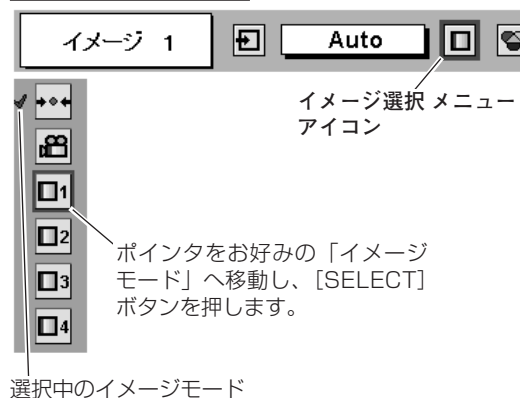 イメージ 1
Auto
イメージ選択 メニュー
アイコン
1
2
3
4
ポインタをお好みの「イメージ
モード」へ移動し、[SELECT]
ボタンを押します。
選択中のイメージモード